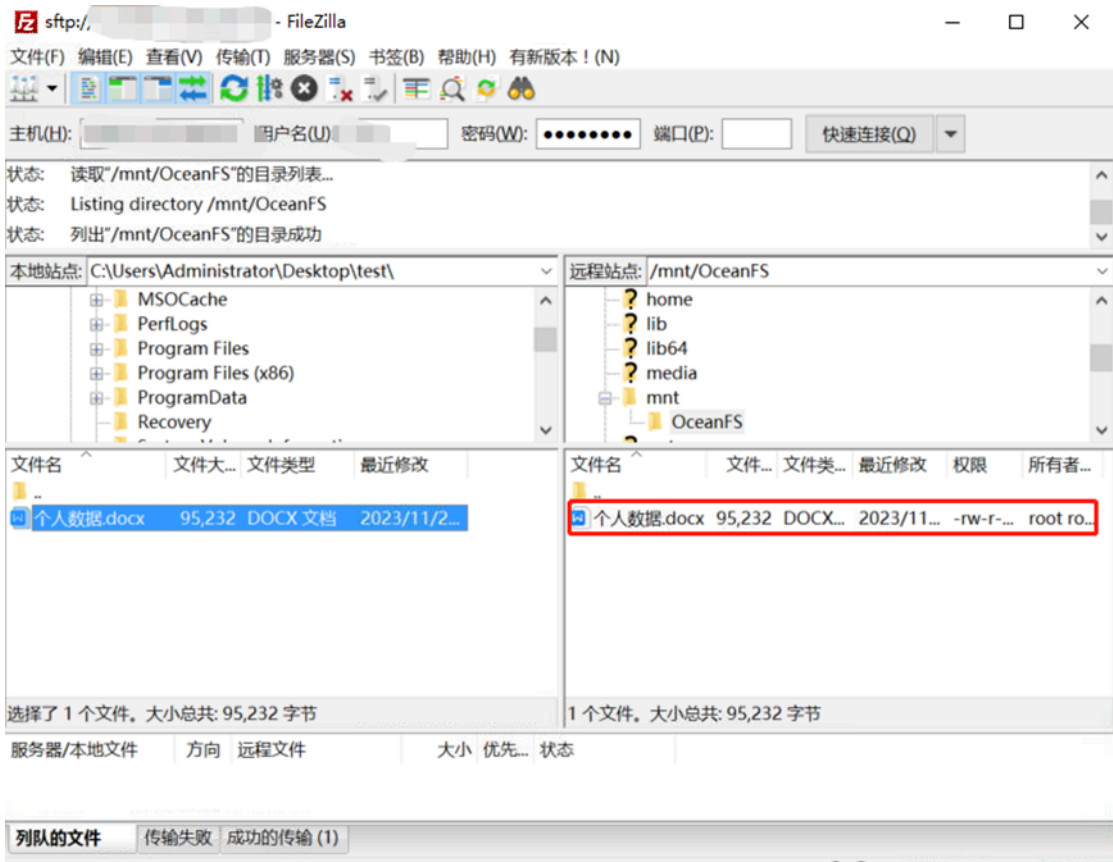 sftp:/ - FileZilla
文件(F) 编辑(E) 查看(V) 传输(T) 服务器(S) 书签(B) 帮助(H) 有新版本！(N)
主机(H): 用户名(U) 密码(W): ●●●●●●●● 端口(P): 快速连接(Q)
状态: 读取"/mnt/OceanFS"的目录列表...
状态: Listing directory /mnt/OceanFS
状态: 列出"/mnt/OceanFS"的目录成功
本地站点: C:\Users\Administrator\Desktop\test\
MSOCache
PerfLogs
Program Files
Program Files (x86)
ProgramData
Recovery
远程站点: /mnt/OceanFS
? home
? lib
? lib64
? media
mnt
OceanFS
文件名 文件大... 文件类型 最近修改
..
个人数据.docx 95,232 DOCX 文档 2023/11/2...
选择了 1 个文件。大小总共: 95,232 字节
文件名 文件... 文件类... 最近修改 权限 所有者...
..
个人数据.docx 95,232 DOCX... 2023/11... -rw-r-... root ro...
1 个文件。大小总共: 95,232 字节
服务器/本地文件 方向 远程文件 大小 优先... 状态
列队的文件 传输失败 成功的传输 (1)